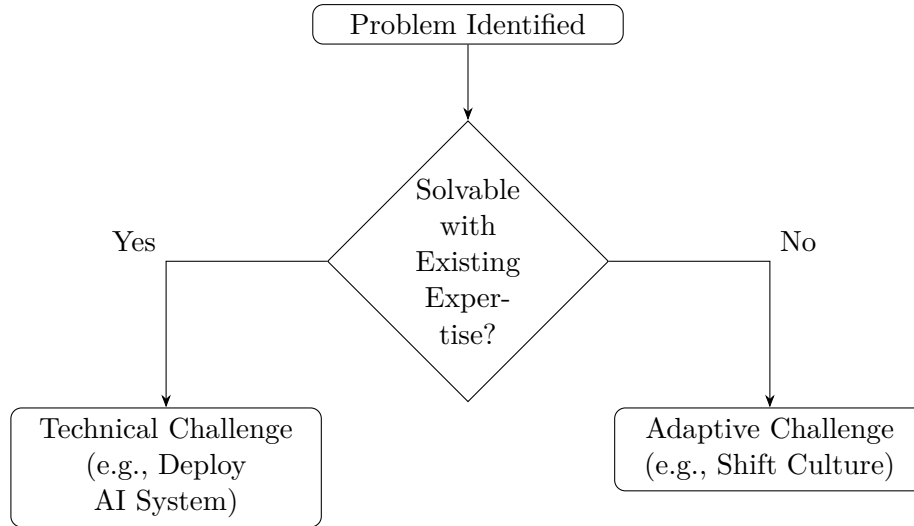 Problem Identified
Solvable
with
Existing
Exper-
tise?
Yes
No
Technical Challenge
(e.g., Deploy
AI System)
Adaptive Challenge
(e.g., Shift Culture)